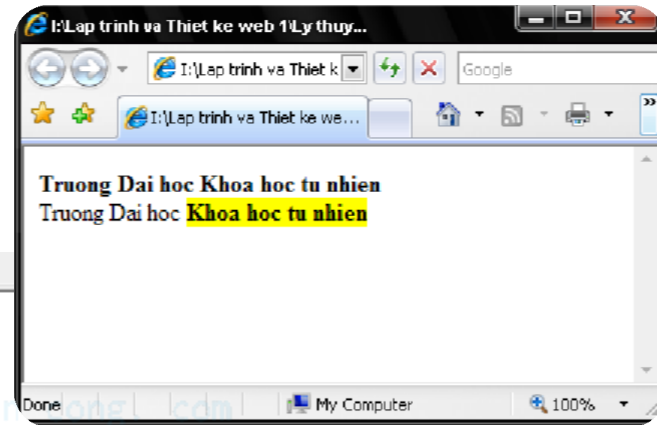 I:\Lap trinh va Thiet ke web 1\Ly thuy...
I:\Lap trinh va Thiet k
Google
I:\Lap trinh va Thiet ke we...
»
Truong Dai hoc Khoa hoc tu nhien
Truong Dai hoc Khoa hoc tu nhien
Done
My Computer
100%